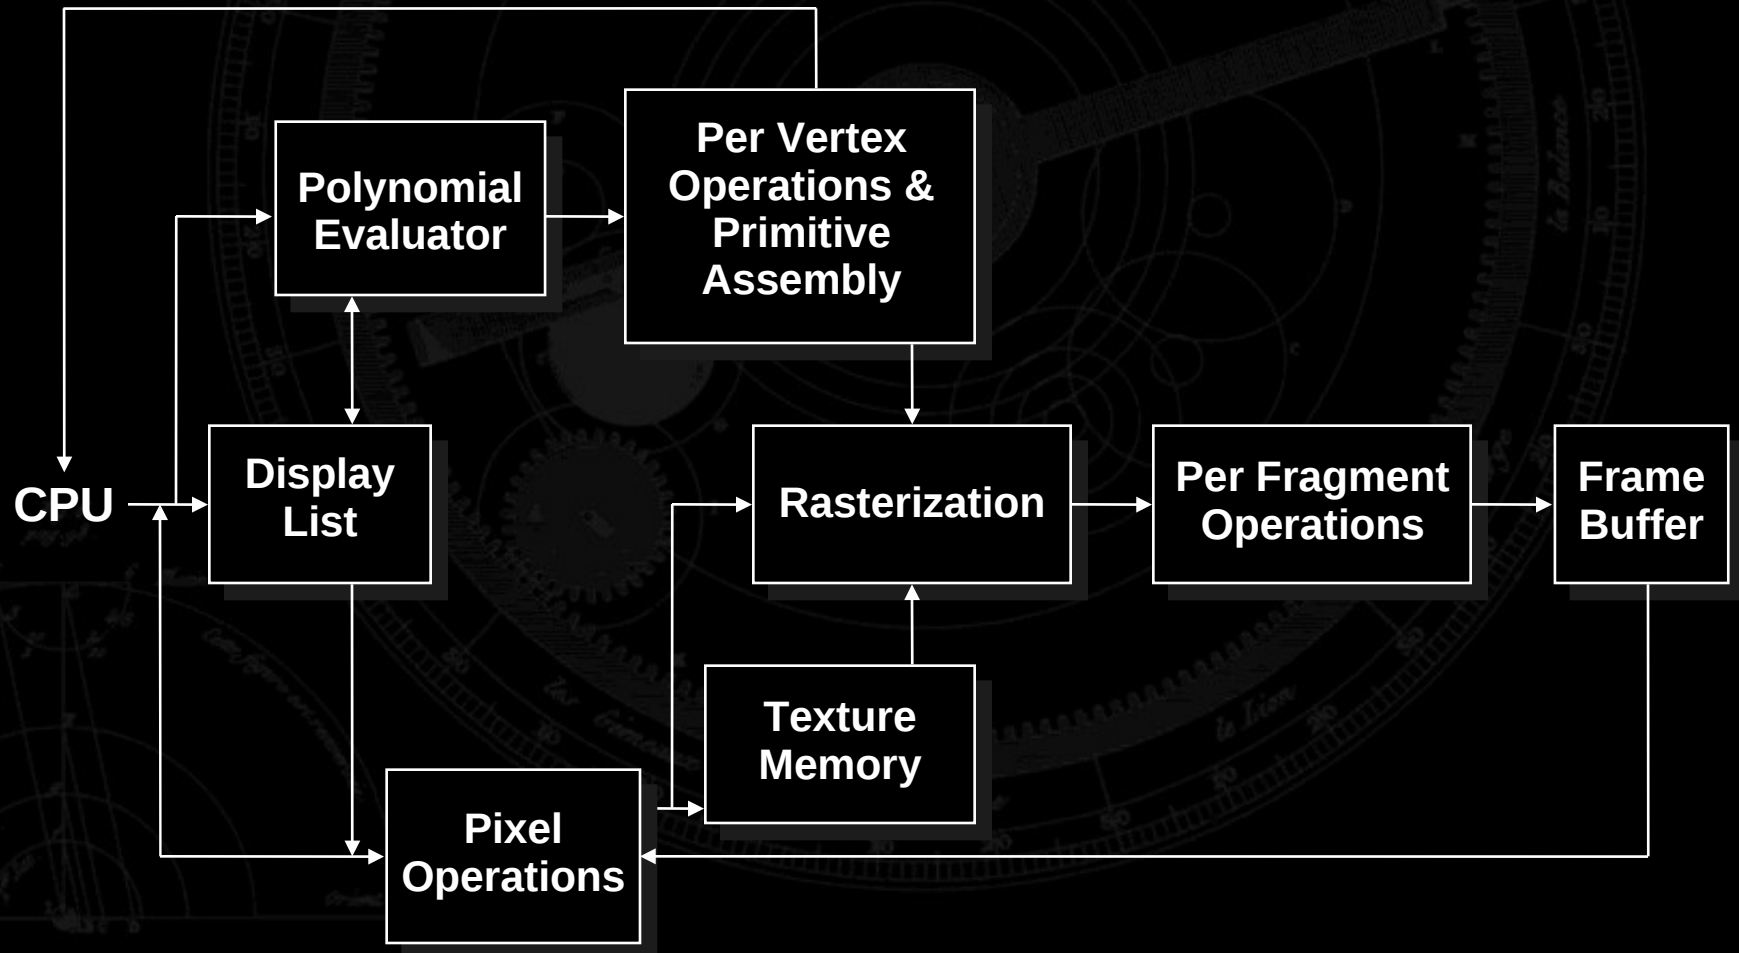 Polynomial
Evaluator
Per Vertex
Operations &
Primitive
Assembly
CPU
Display
List
Rasterization
Per Fragment
Operations
Frame
Buffer
Texture
Memory
Pixel
Operations